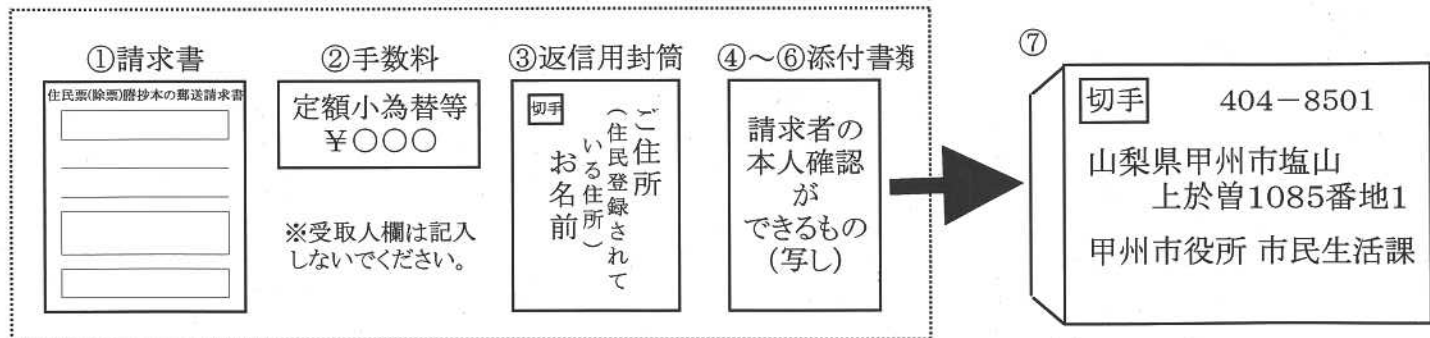 ①請求書
住民票(除票)謄抄本の郵送請求書
②手数料
定額小為替等
￥○○○
※受取人欄は記入
しないでください。
③返信用封筒
切手
ご住所
(住民登録されて
いる住所)
お名前
④～⑥添付書類
請求者の
本人確認
が
できるもの
(写し)
⑦
切手
404－8501
山梨県甲州市塩山
上於曽1085番地1
甲州市役所 市民生活課